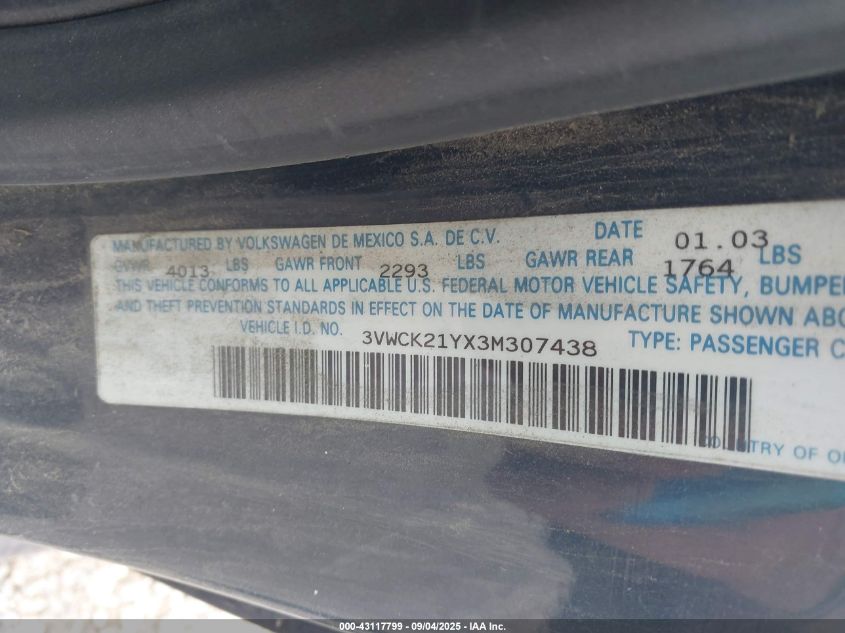 MANUFACTURED BY VOLKSWAGEN DE MEXICO S.A. DE C.V. DATE 01.03
GVWR 4013 LBS GAWR FRONT 2293 LBS GAWR REAR 1764 LBS
THIS VEHICLE CONFORMS TO ALL APPLICABLE U.S. FEDERAL MOTOR VEHICLE SAFETY, BUMPER
AND THEFT PREVENTION STANDARDS IN EFFECT ON THE DATE OF MANUFACTURE SHOWN ABO
VEHICLE I.D. NO. 3VWCK21YX3M307438 TYPE: PASSENGER C
COUNTRY OF O
000-43117799 - 09/04/2025 - IAA Inc.